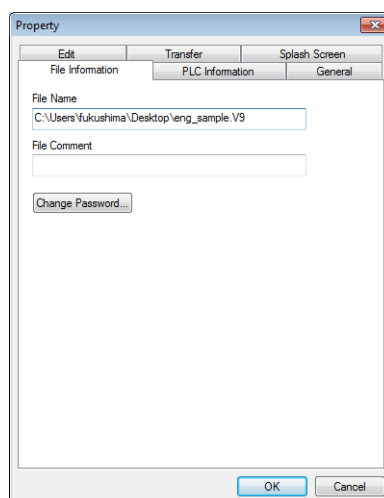 Property
Edit
Transfer
Splash Screen
File Information
PLC Information
General
File Name
C:\Users\fukushima\Desktop\eng_sample.V9
File Comment
Change Password...
OK
Cancel